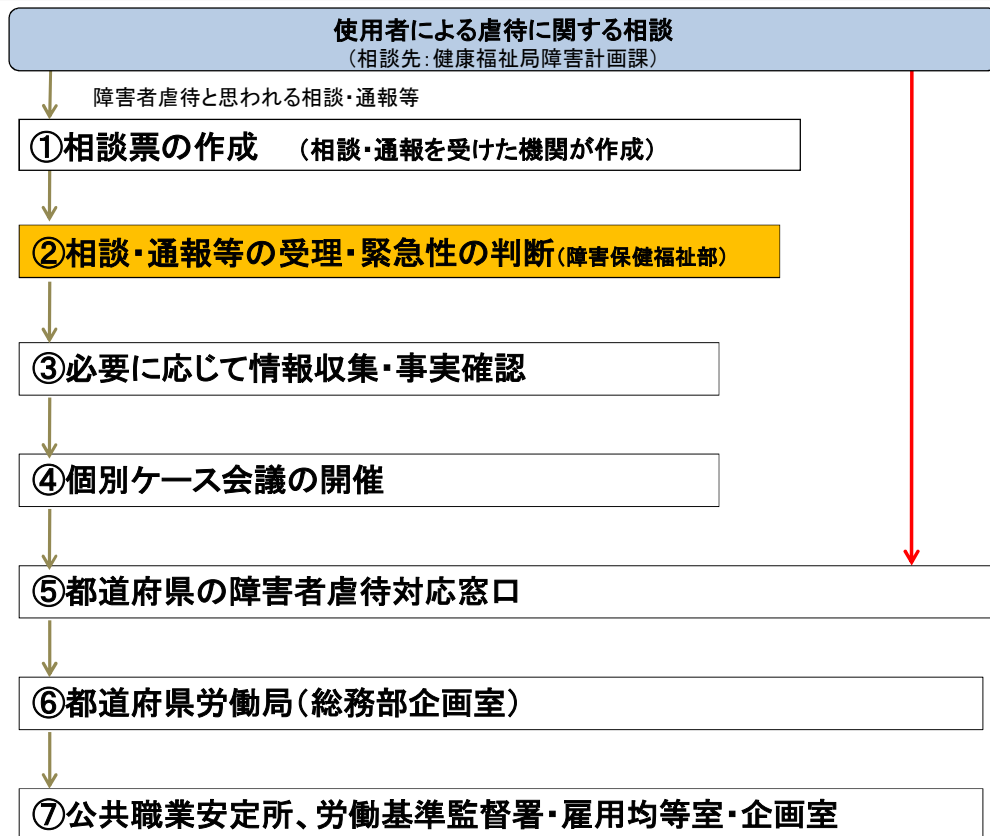 使用者による虐待に関する相談
(相談先:健康福祉局障害計画課)
障害者虐待と思われる相談・通報等
①相談票の作成 (相談・通報を受けた機関が作成)
②相談・通報等の受理・緊急性の判断(障害保健福祉部)
③必要に応じて情報収集・事実確認
④個別ケース会議の開催
⑤都道府県の障害者虐待対応窓口
⑥都道府県労働局(総務部企画室)
⑦公共職業安定所、労働基準監督署・雇用均等室・企画室